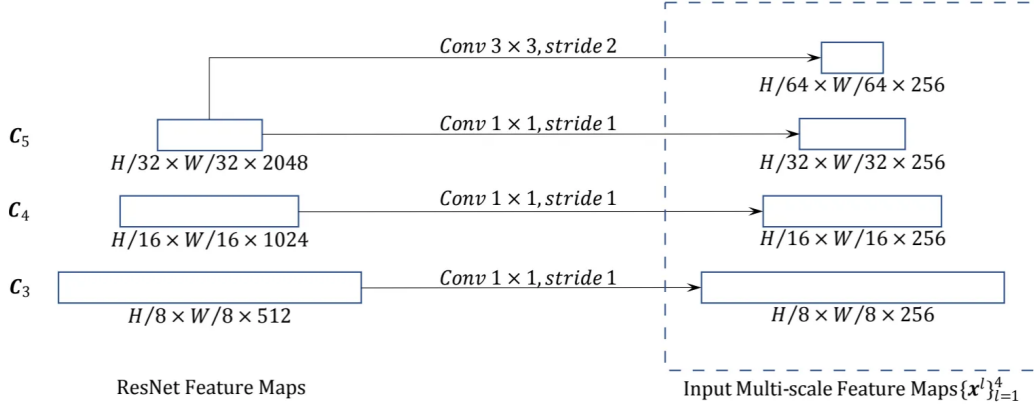 Conv 3 × 3, stride 2
H/64 × W/64 × 256
C₅
Conv 1 × 1, stride 1
H/32 × W/32 × 2048
H/32 × W/32 × 256
C₄
Conv 1 × 1, stride 1
H/16 × W/16 × 1024
H/16 × W/16 × 256
C₃
Conv 1 × 1, stride 1
H/8 × W/8 × 512
H/8 × W/8 × 256
ResNet Feature Maps
Input Multi-scale Feature Maps{xˡ}⁴ₗ₌₁